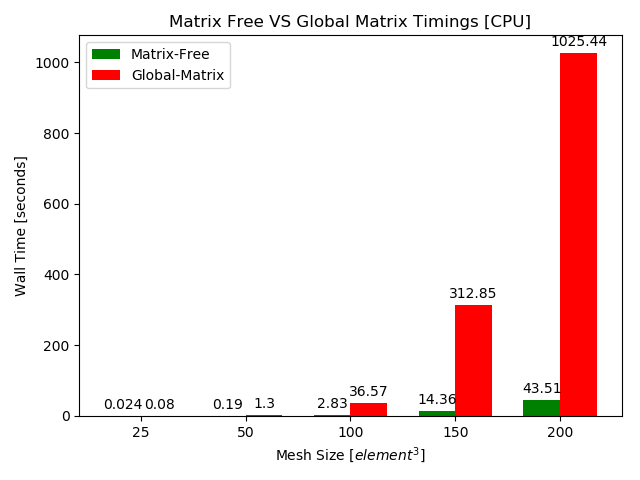 Matrix Free VS Global Matrix Timings [CPU]
Matrix-Free
Global-Matrix
1025.44
312.85
43.51
36.57
14.36
2.83
1.3
0.19
0.08
0.024
1000
800
600
400
200
0
Wall Time [seconds]
25 50 100 150 200
Mesh Size [element³]